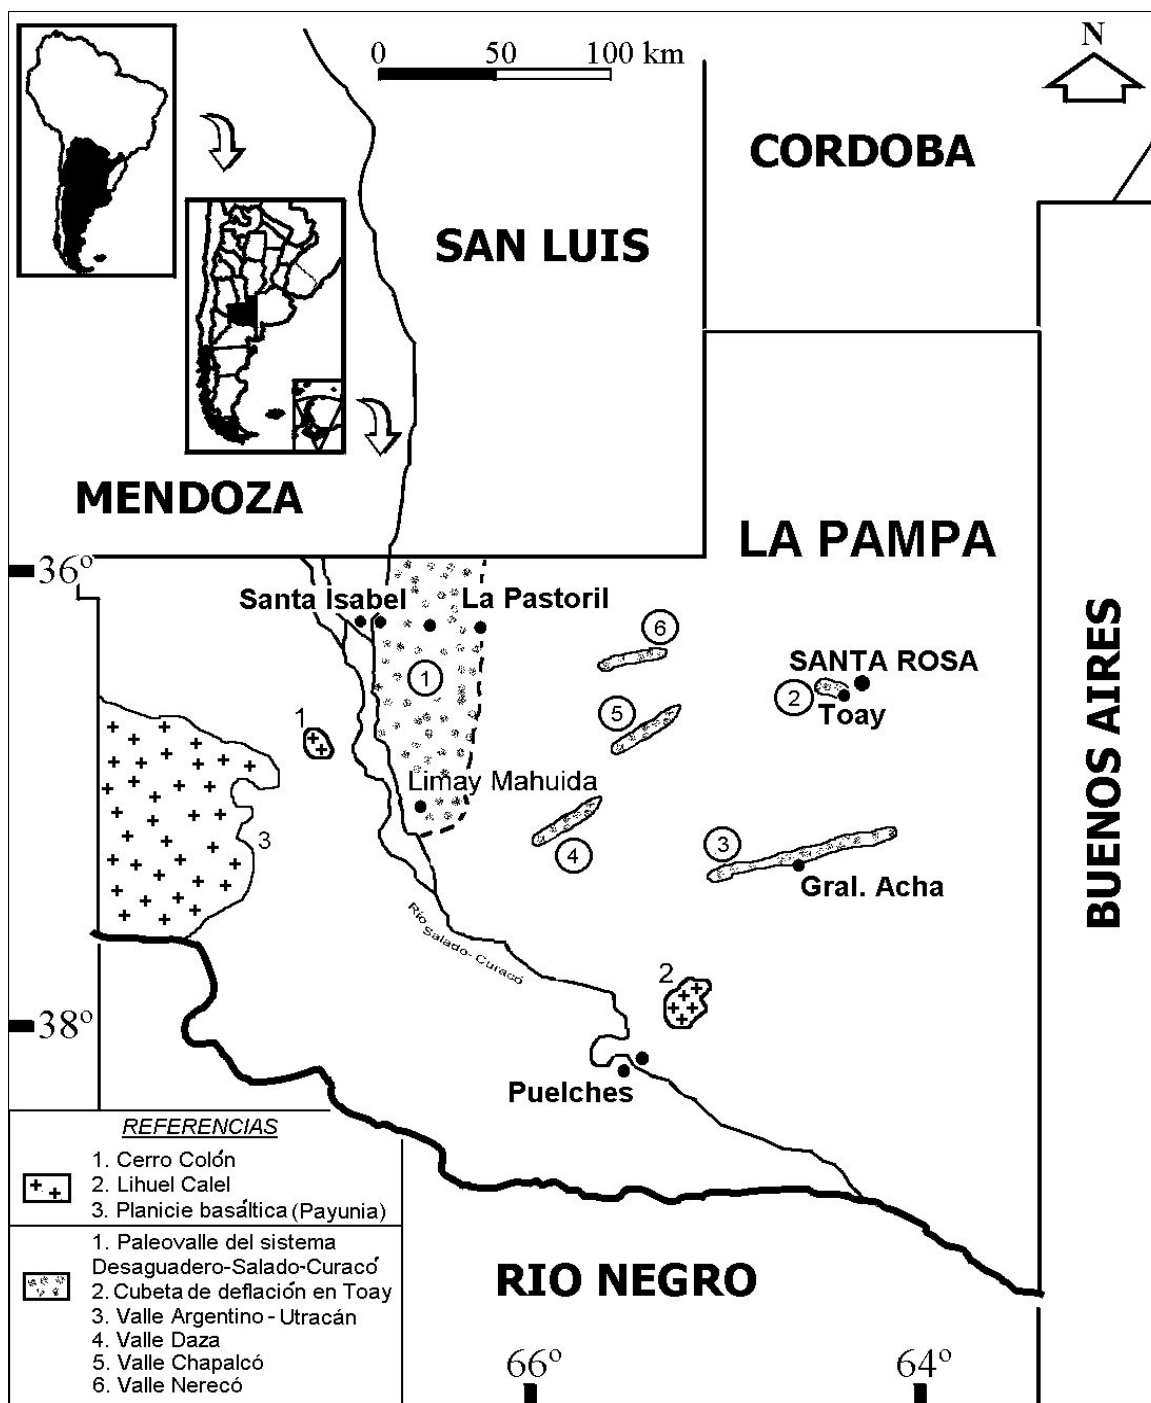 0 50 100 km
N
CORDOBA
SAN LUIS
MENDOZA
LA PAMPA
36º
Santa Isabel
La Pastoril
6
SANTA ROSA
1
2
Toay
5
1
BUENOS AIRES
Limay Mahuida
3
4
3
Gral. Acha
Río Salado-Curacó
2
38º
Puelches
REFERENCIAS
1. Cerro Colón
2. Lihuel Calel
3. Planicie basáltica (Payunia)
1. Paleovalle del sistema
Desaguadero-Salado-Curacó
2. Cubeta de deflación en Toay
3. Valle Argentino - Utracán
4. Valle Daza
5. Valle Chapalcó
6. Valle Nerecó
RIO NEGRO
66º
64º